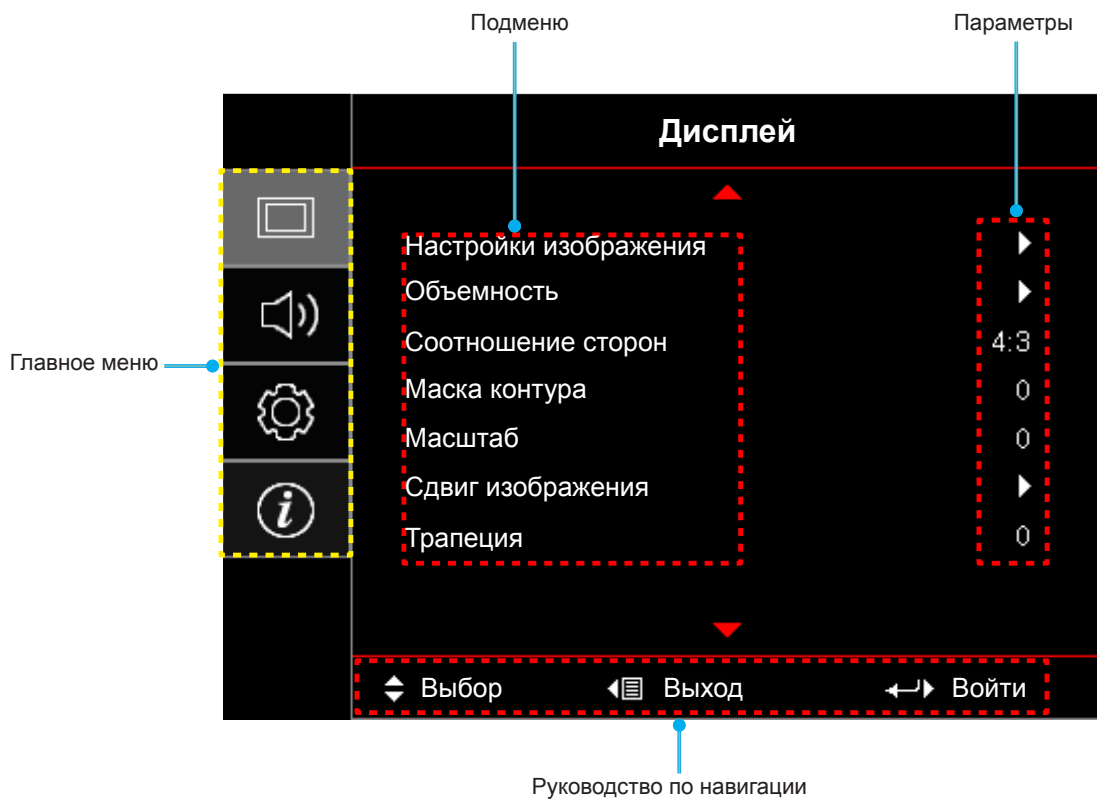 Подменю
Параметры
Дисплей
Настройки изображения
Объемность
Соотношение сторон 4:3
Маска контура 0
Масштаб 0
Сдвиг изображения
Трапеция 0
Главное меню
i
Выбор Выход Войти
Руководство по навигации